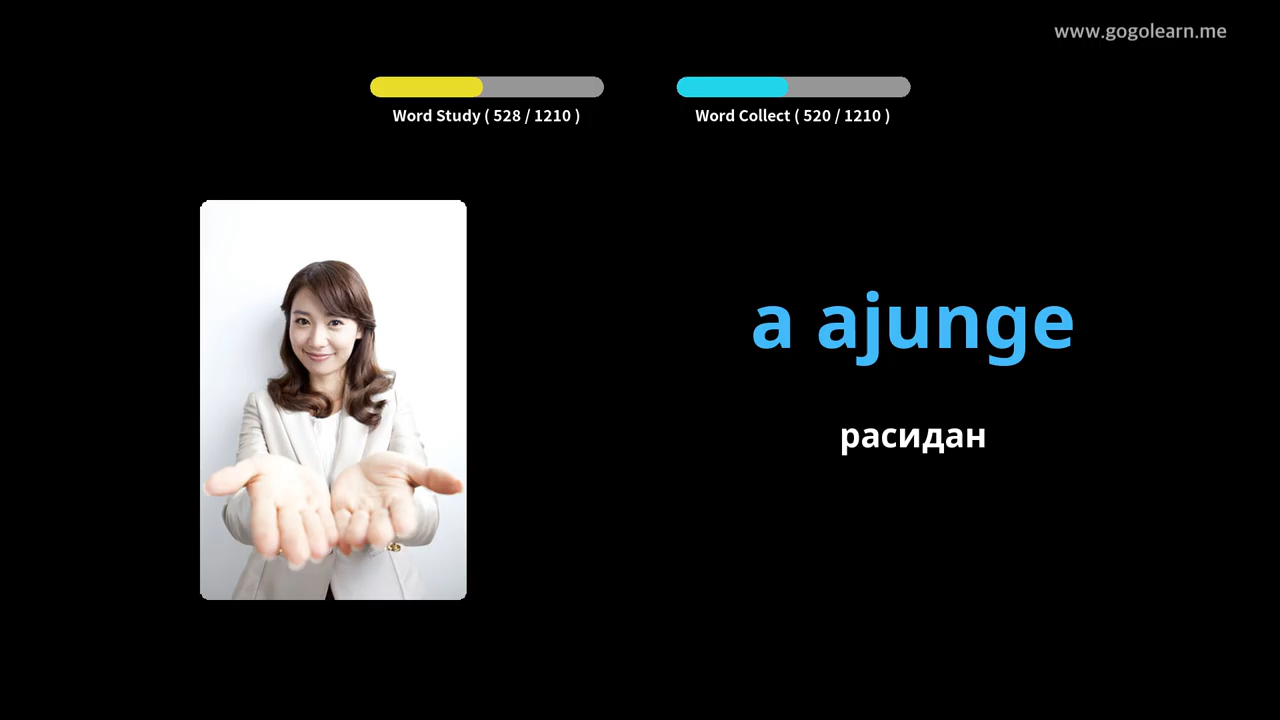 www.gogolearn.me
Word Study ( 528 / 1210 )
Word Collect ( 520 / 1210 )
a ajunge
расидан